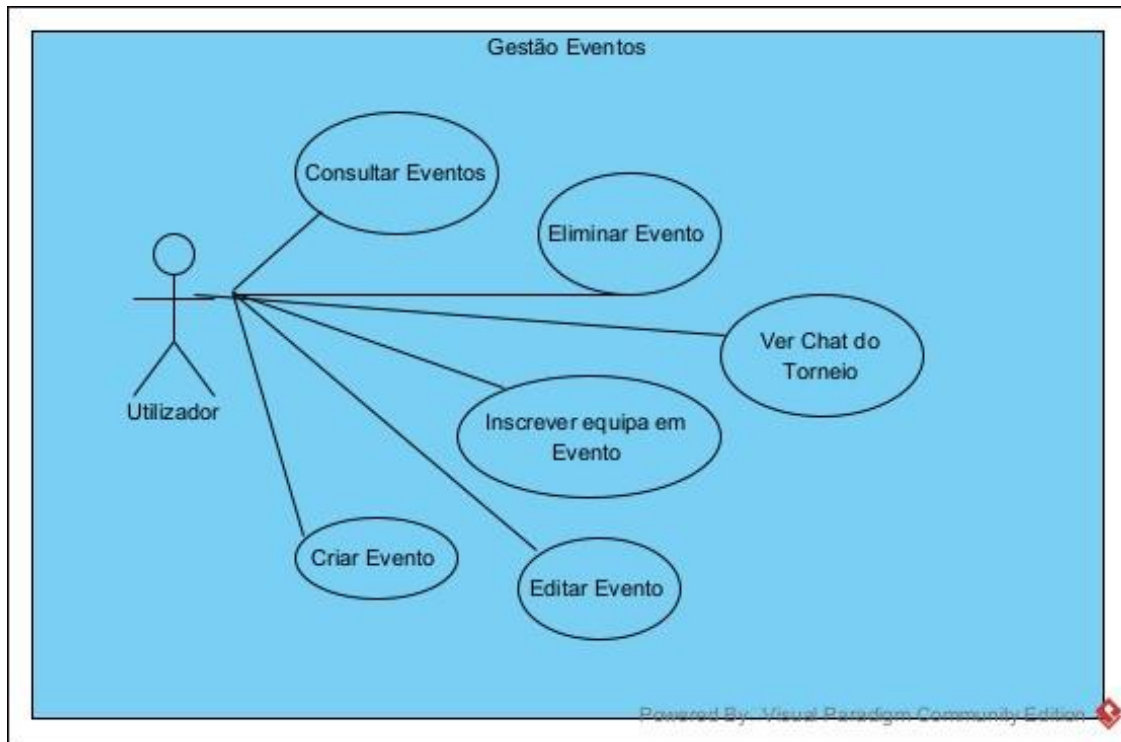 Gestão Eventos
Consultar Eventos
Eliminar Evento
Ver Chat do
Torneio
Utilizador
Inscrever equipa em
Evento
Criar Evento
Editar Evento
Powered By: Visual Paradigm Community Edition